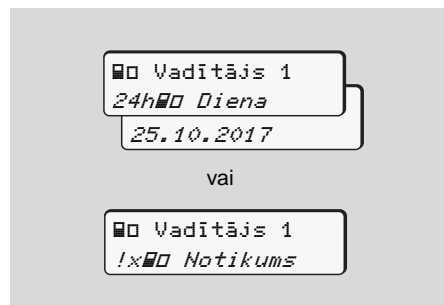 🖪◻ Vadītājs 1
24h🖪◻ Diena
25.10.2017
vai
🖪◻ Vadītājs 1
!x🖪◻ Notikums